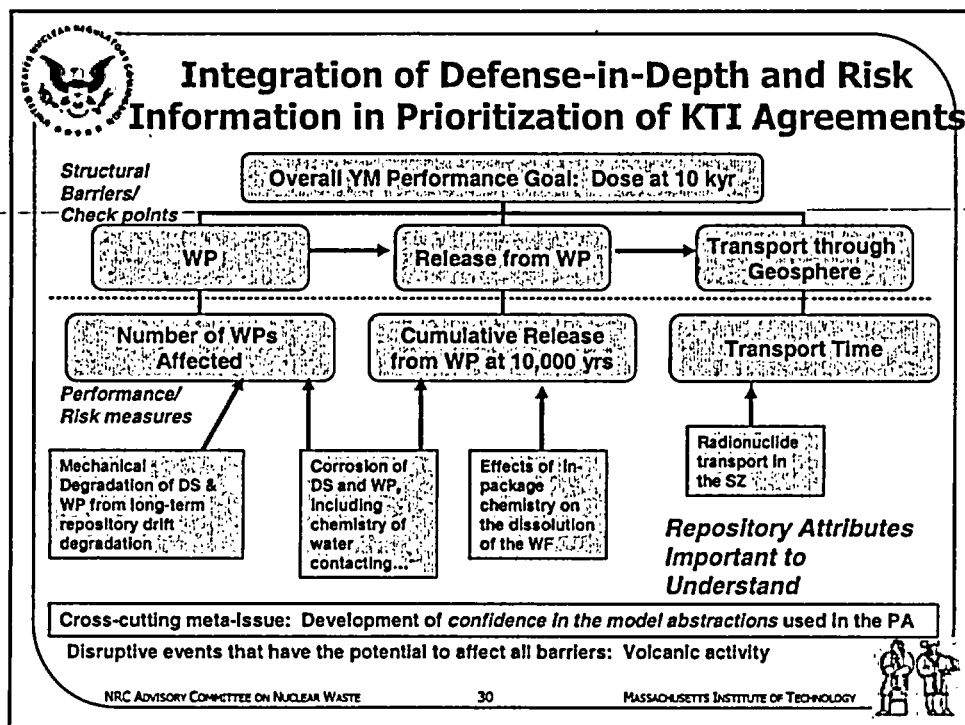 UNITED STATES NUCLEAR REGULATORY COMMISSION
Integration of Defense-in-Depth and Risk
Information in Prioritization of KTI Agreements
Structural
Barriers/
Check points
Overall YM Performance Goal: Dose at 10 kyr
WP
Release from WP
Transport through
Geosphere
Number of WPs
Affected
Cumulative Release
from WP at 10,000 yrs
Transport Time
Performance/
Risk measures
Mechanical
Degradation of DS &
WP from long-term
repository drift
degradation
Corrosion of
DS and WP,
including
chemistry of
water
contacting...
Effects of in-
package
chemistry on
the dissolution
of the WF
Radionuclide
transport in
the SZ
Repository Attributes
Important to
Understand
Cross-cutting meta-issue: Development of confidence in the model abstractions used in the PA
Disruptive events that have the potential to affect all barriers: Volcanic activity
NRC ADVISORY COMMITTEE ON NUCLEAR WASTE
30
MASSACHUSETTS INSTITUTE OF TECHNOLOGY